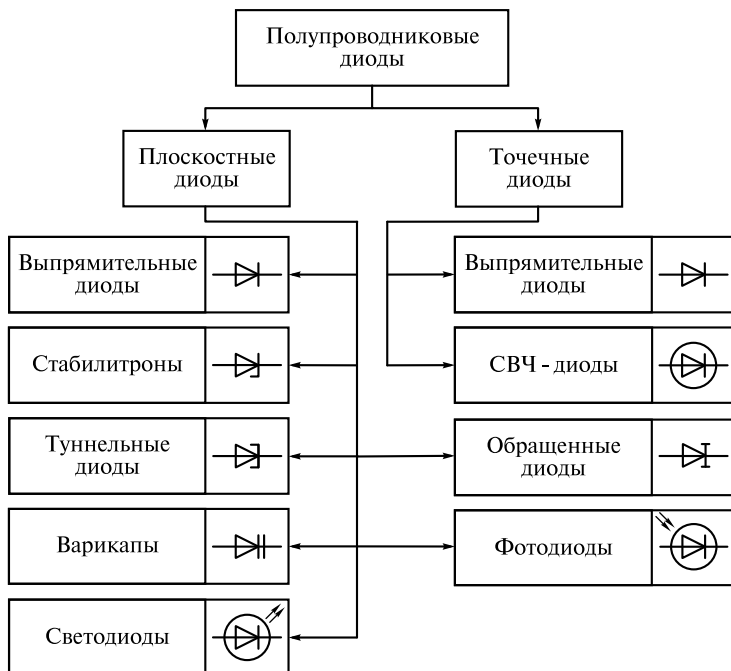 Полупроводниковые
диоды
Плоскостные
диоды
Точечные
диоды
Выпрямительные
диоды
Выпрямительные
диоды
Стабилитроны
СВЧ - диоды
Туннельные
диоды
Обращенные
диоды
Варикапы
Фотодиоды
Светодиоды